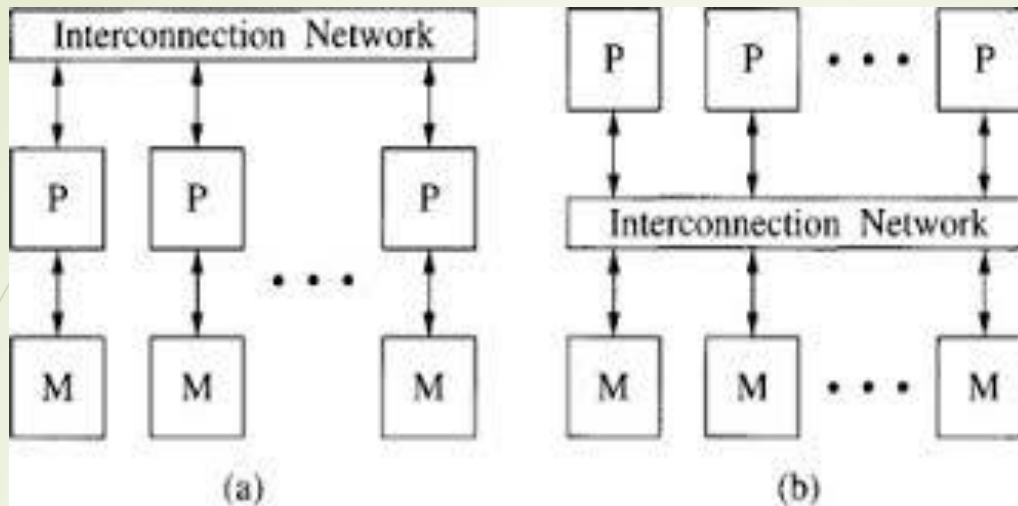 Interconnection Network
P P P
M M M
(a)
P P P
Interconnection Network
M M M
(b)